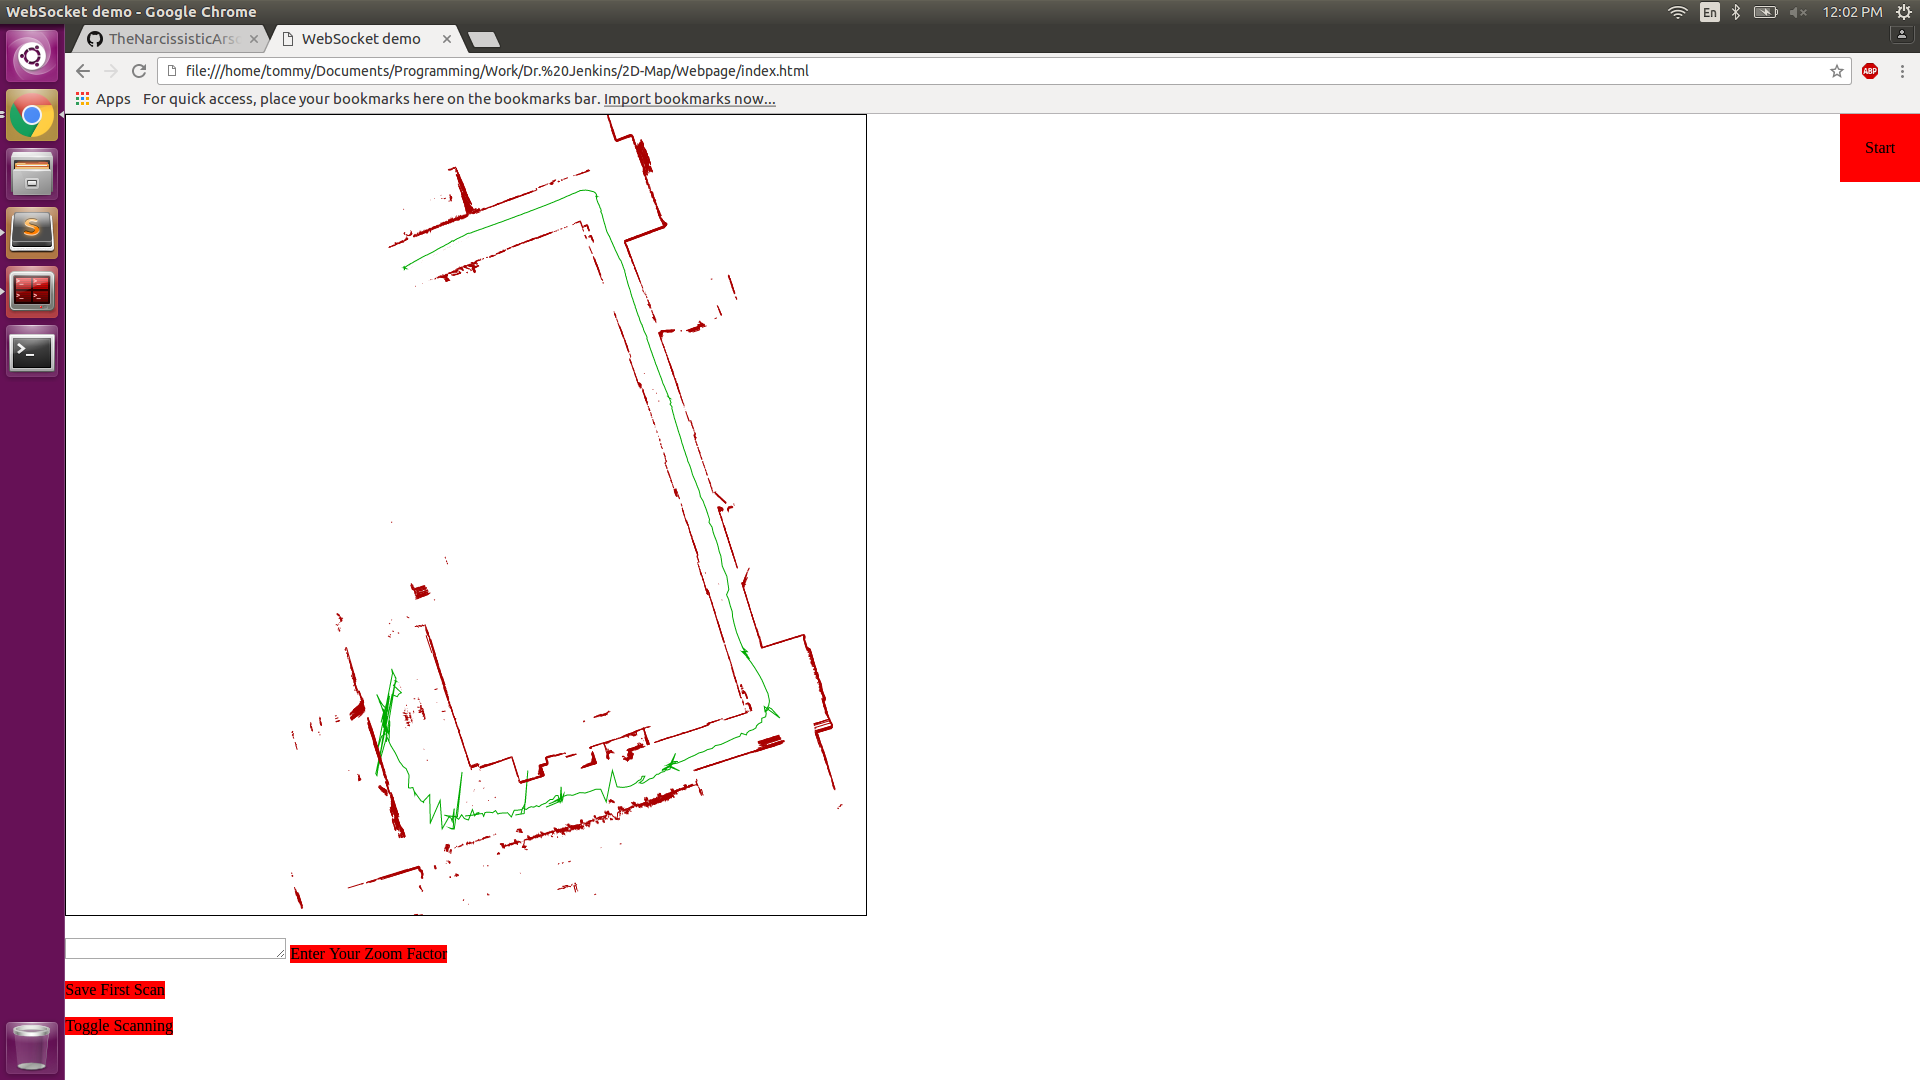 WebSocket demo - Google Chrome
En
12:02 PM
TheNarcissisticArs
WebSocket demo
file:///home/tommy/Documents/Programming/Work/Dr.%20Jenkins/2D-Map/Webpage/index.html
ABP
Apps
For quick access, place your bookmarks here on the bookmarks bar. Import bookmarks now...
Start
Enter Your Zoom Factor
Save First Scan
Toggle Scanning